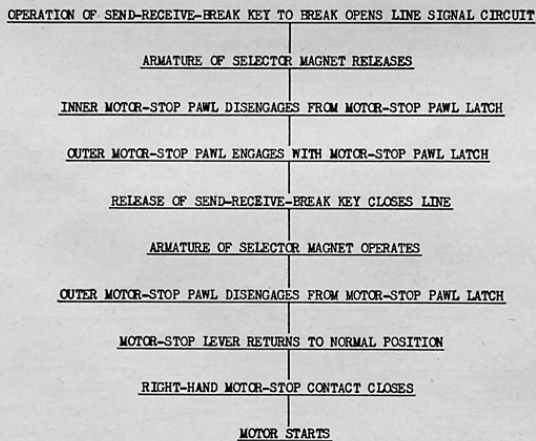 OPERATION OF SEND-RECEIVE-BREAK KEY TO BREAK OPENS LINE SIGNAL CIRCUIT
ARMATURE OF SELECTOR MAGNET RELEASES
INNER MOTOR-STOP PAWL DISENGAGES FROM MOTOR-STOP PAWL LATCH
OUTER MOTOR-STOP PAWL ENGAGES WITH MOTOR-STOP PAWL LATCH
RELEASE OF SEND-RECEIVE-BREAK KEY CLOSES LINE
ARMATURE OF SELECTOR MAGNET OPERATES
OUTER MOTOR-STOP PAWL DISENGAGES FROM MOTOR-STOP PAWL LATCH
MOTOR-STOP LEVER RETURNS TO NORMAL POSITION
RIGHT-HAND MOTOR-STOP CONTACT CLOSES
MOTOR STARTS